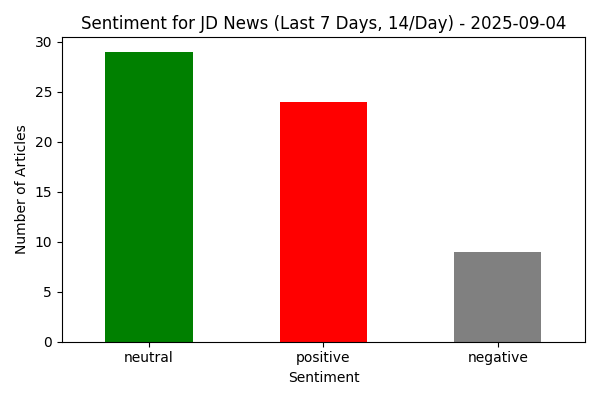 Sentiment for JD News (Last 7 Days, 14/Day) - 2025-09-04
30
25
20
15
10
5
0
Number of Articles
neutral positive negative
Sentiment